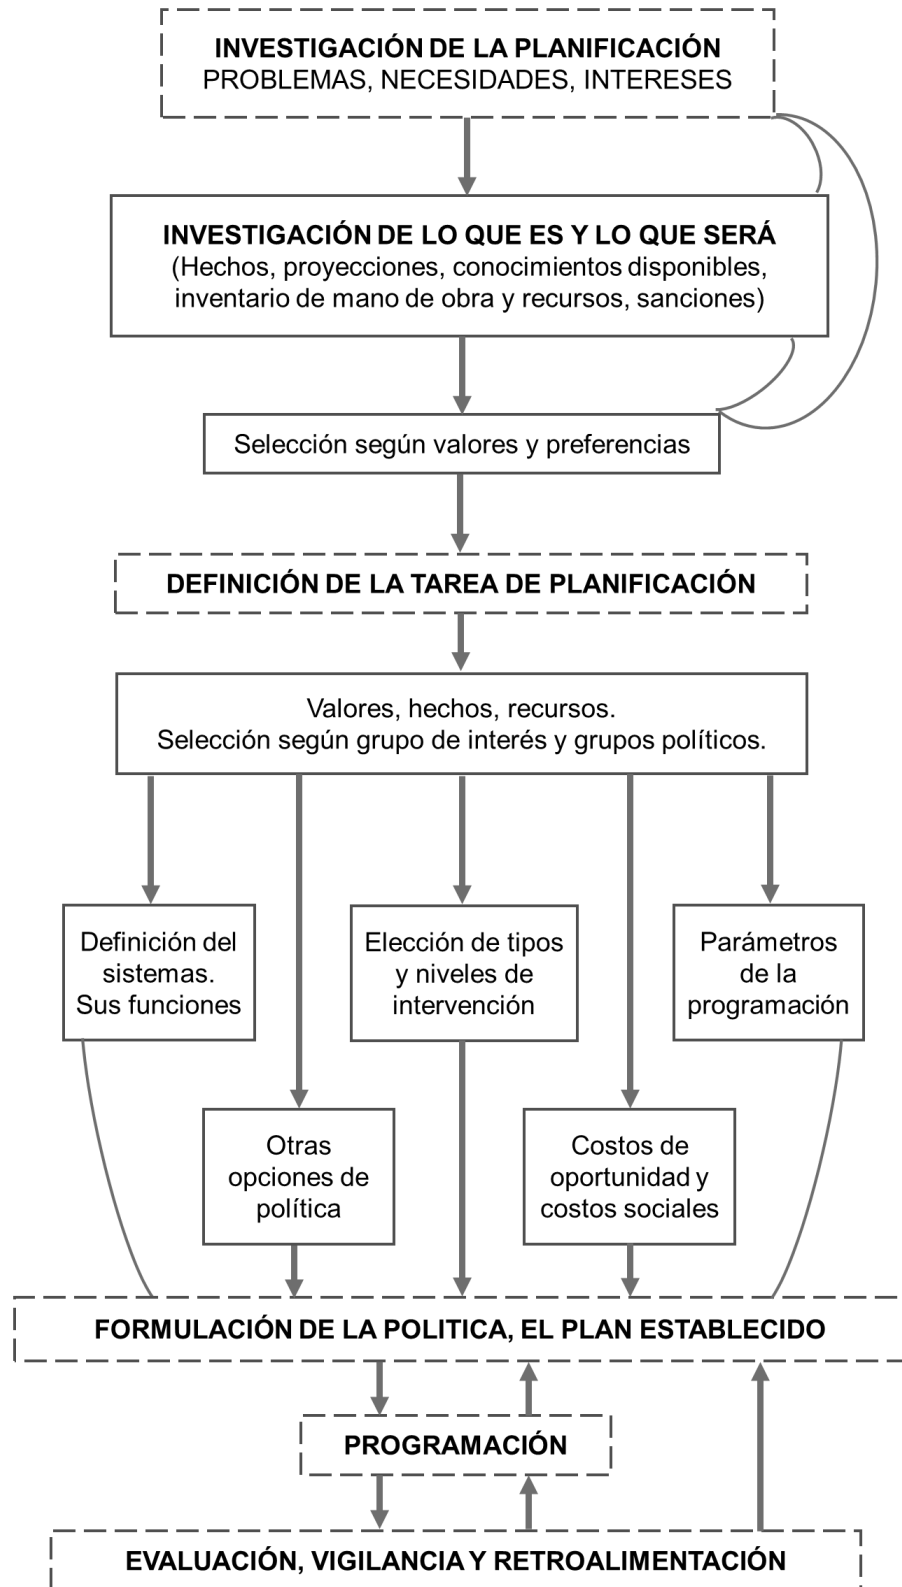 INVESTIGACIÓN DE LA PLANIFICACIÓN
PROBLEMAS, NECESIDADES, INTERESES
INVESTIGACIÓN DE LO QUE ES Y LO QUE SERÁ
(Hechos, proyecciones, conocimientos disponibles,
inventario de mano de obra y recursos, sanciones)
Selección según valores y preferencias
DEFINICIÓN DE LA TAREA DE PLANIFICACIÓN
Valores, hechos, recursos.
Selección según grupo de interés y grupos políticos.
Definición del
sistemas.
Sus funciones
Elección de tipos
y niveles de
intervención
Parámetros
de la
programación
Otras
opciones de
política
Costos de
oportunidad y
costos sociales
FORMULACIÓN DE LA POLITICA, EL PLAN ESTABLECIDO
PROGRAMACIÓN
EVALUACIÓN, VIGILANCIA Y RETROALIMENTACIÓN